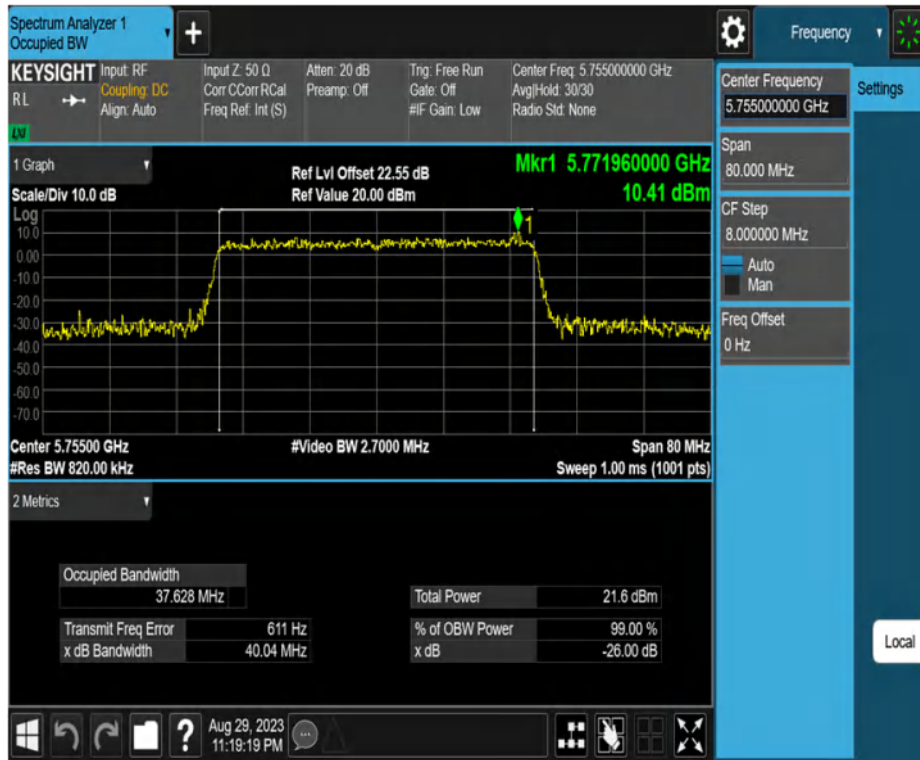 Spectrum Analyzer 1
Occupied BW
+
Frequency
KEYSIGHT
RL
LXI
Input: RF
Coupling: DC
Align: Auto
Input Z: 50 Ω
Corr CCorr RCal
Freq Ref: Int (S)
Atten: 20 dB
Preamp: Off
Trig: Free Run
Gate: Off
#IF Gain: Low
Center Freq: 5.755000000 GHz
Avg|Hold: 30/30
Radio Std: None
Center Frequency
5.755000000 GHz
Settings
Span
80.000 MHz
CF Step
8.000000 MHz
Auto
Man
Freq Offset
0 Hz
1 Graph
Scale/Div 10.0 dB
Ref Lvl Offset 22.55 dB
Ref Value 20.00 dBm
Mkr1 5.771960000 GHz
10.41 dBm
Log
1
10.0
0.00
-10.0
-20.0
-30.0
-40.0
-50.0
-60.0
-70.0
Center 5.75500 GHz
#Video BW 2.7000 MHz
Span 80 MHz
#Res BW 820.00 kHz
Sweep 1.00 ms (1001 pts)
2 Metrics
Occupied Bandwidth
37.628 MHz
Total Power 21.6 dBm
Transmit Freq Error 611 Hz
% of OBW Power 99.00 %
x dB Bandwidth 40.04 MHz
x dB -26.00 dB
Local
?
Aug 29, 2023
11:19:19 PM